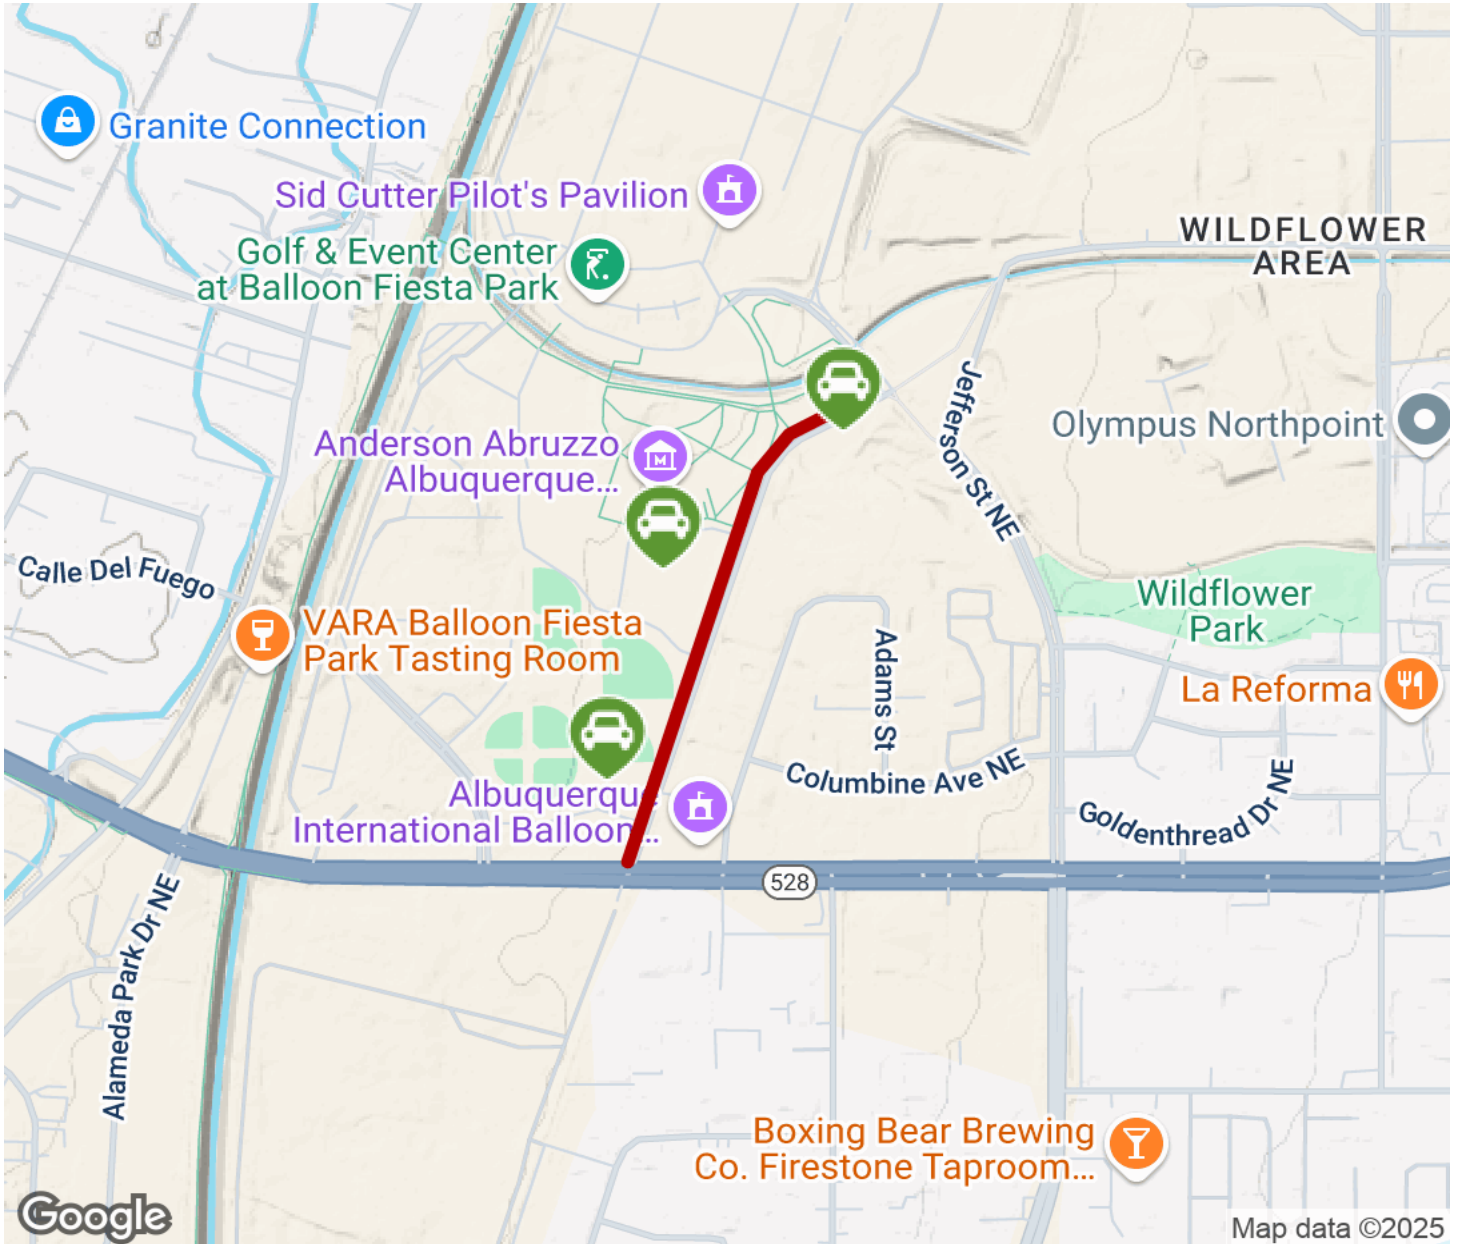 Granite Connection
Sid Cutter Pilot's Pavilion
Golf & Event Center
at Balloon Fiesta Park
WILDFLOWER
AREA
Jefferson St NE
Olympus Northpoint
Anderson Abruzzo
Albuquerque...
M
Calle Del Fuego
VARA Balloon Fiesta
Park Tasting Room
Wildflower
Park
Adams St
La Reforma
Columbine Ave NE
Goldenthread Dr NE
Albuquerque
International Balloon...
528
Alameda Park Dr NE
Boxing Bear Brewing
Co. Firestone Taproom...
Google
Map data ©2025